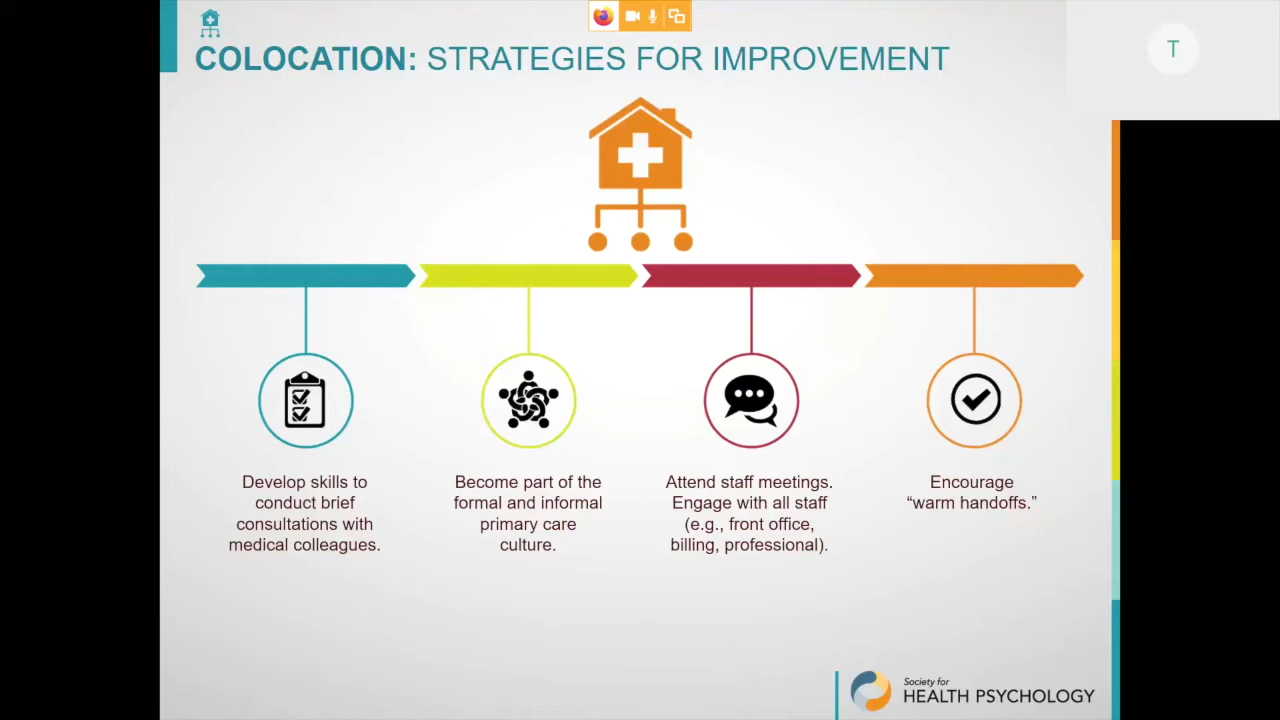 COLOCATION: STRATEGIES FOR IMPROVEMENT
T
Develop skills to
conduct brief
consultations with
medical colleagues.
Become part of the
formal and informal
primary care
culture.
Attend staff meetings.
Engage with all staff
(e.g., front office,
billing, professional).
Encourage
“warm handoffs.”
Society for
HEALTH PSYCHOLOGY